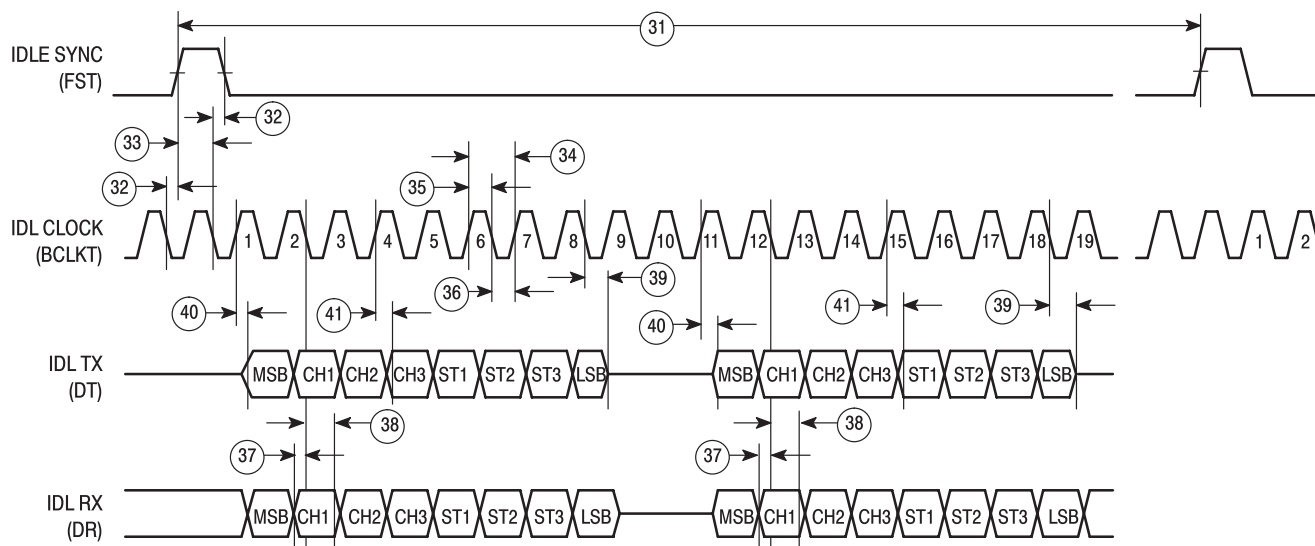 31
IDLE SYNC
(FST)
32
33
34
35
32
IDL CLOCK
(BCLKT)
1 2 3 4 5 6 7 8 9 10 11 12 13 14 15 16 17 18 19 1 2
36
39
40
41
40
41
39
IDL TX
(DT)
MSB CH1 CH2 CH3 ST1 ST2 ST3 LSB MSB CH1 CH2 CH3 ST1 ST2 ST3 LSB
38
38
37
37
IDL RX
(DR)
MSB CH1 CH2 CH3 ST1 ST2 ST3 LSB MSB CH1 CH2 CH3 ST1 ST2 ST3 LSB